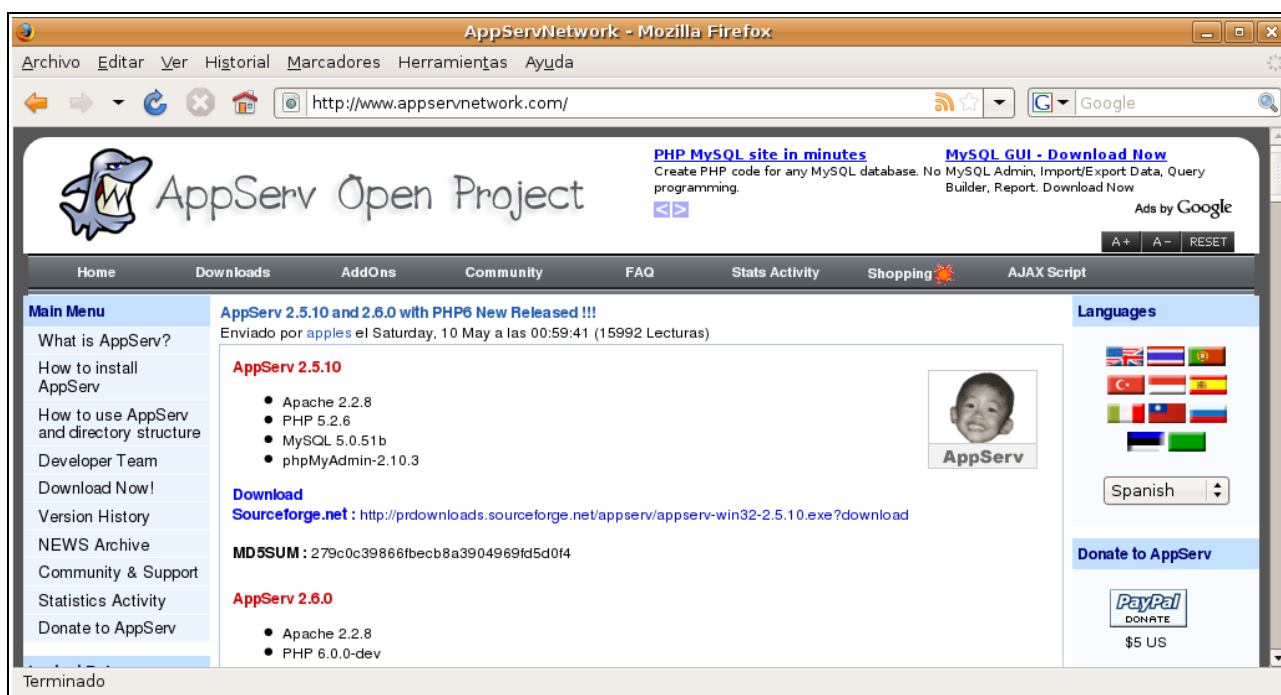 AppServNetwork - Mozilla Firefox
Archivo Editar Ver Historial Marcadores Herramientas Ayuda
http://www.appservnetwork.com/
G Google
AppServ Open Project
PHP MySQL site in minutes
Create PHP code for any MySQL database. No
programming.
MySQL GUI - Download Now
MySQL Admin, Import/Export Data, Query
Builder, Report. Download Now
Ads by Google
A+ A- RESET
Home Downloads AddOns Community FAQ Stats Activity Shopping AJAX Script
Main Menu
What is AppServ?
How to install
AppServ
How to use AppServ
and directory structure
Developer Team
Download Now!
Version History
NEWS Archive
Community & Support
Statistics Activity
Donate to AppServ
AppServ 2.5.10 and 2.6.0 with PHP6 New Released !!!
Enviado por apples el Saturday, 10 May a las 00:59:41 (15992 Lecturas)
AppServ 2.5.10
Apache 2.2.8
PHP 5.2.6
MySQL 5.0.51b
phpMyAdmin-2.10.3
AppServ
Download
Sourceforge.net : http://prdownloads.sourceforge.net/appserv/appserv-win32-2.5.10.exe?download
MD5SUM : 279c0c39866fbecb8a3904969fd5d0f4
AppServ 2.6.0
Apache 2.2.8
PHP 6.0.0-dev
Languages
Spanish
Donate to AppServ
PayPal
DONATE
$5 US
Terminado